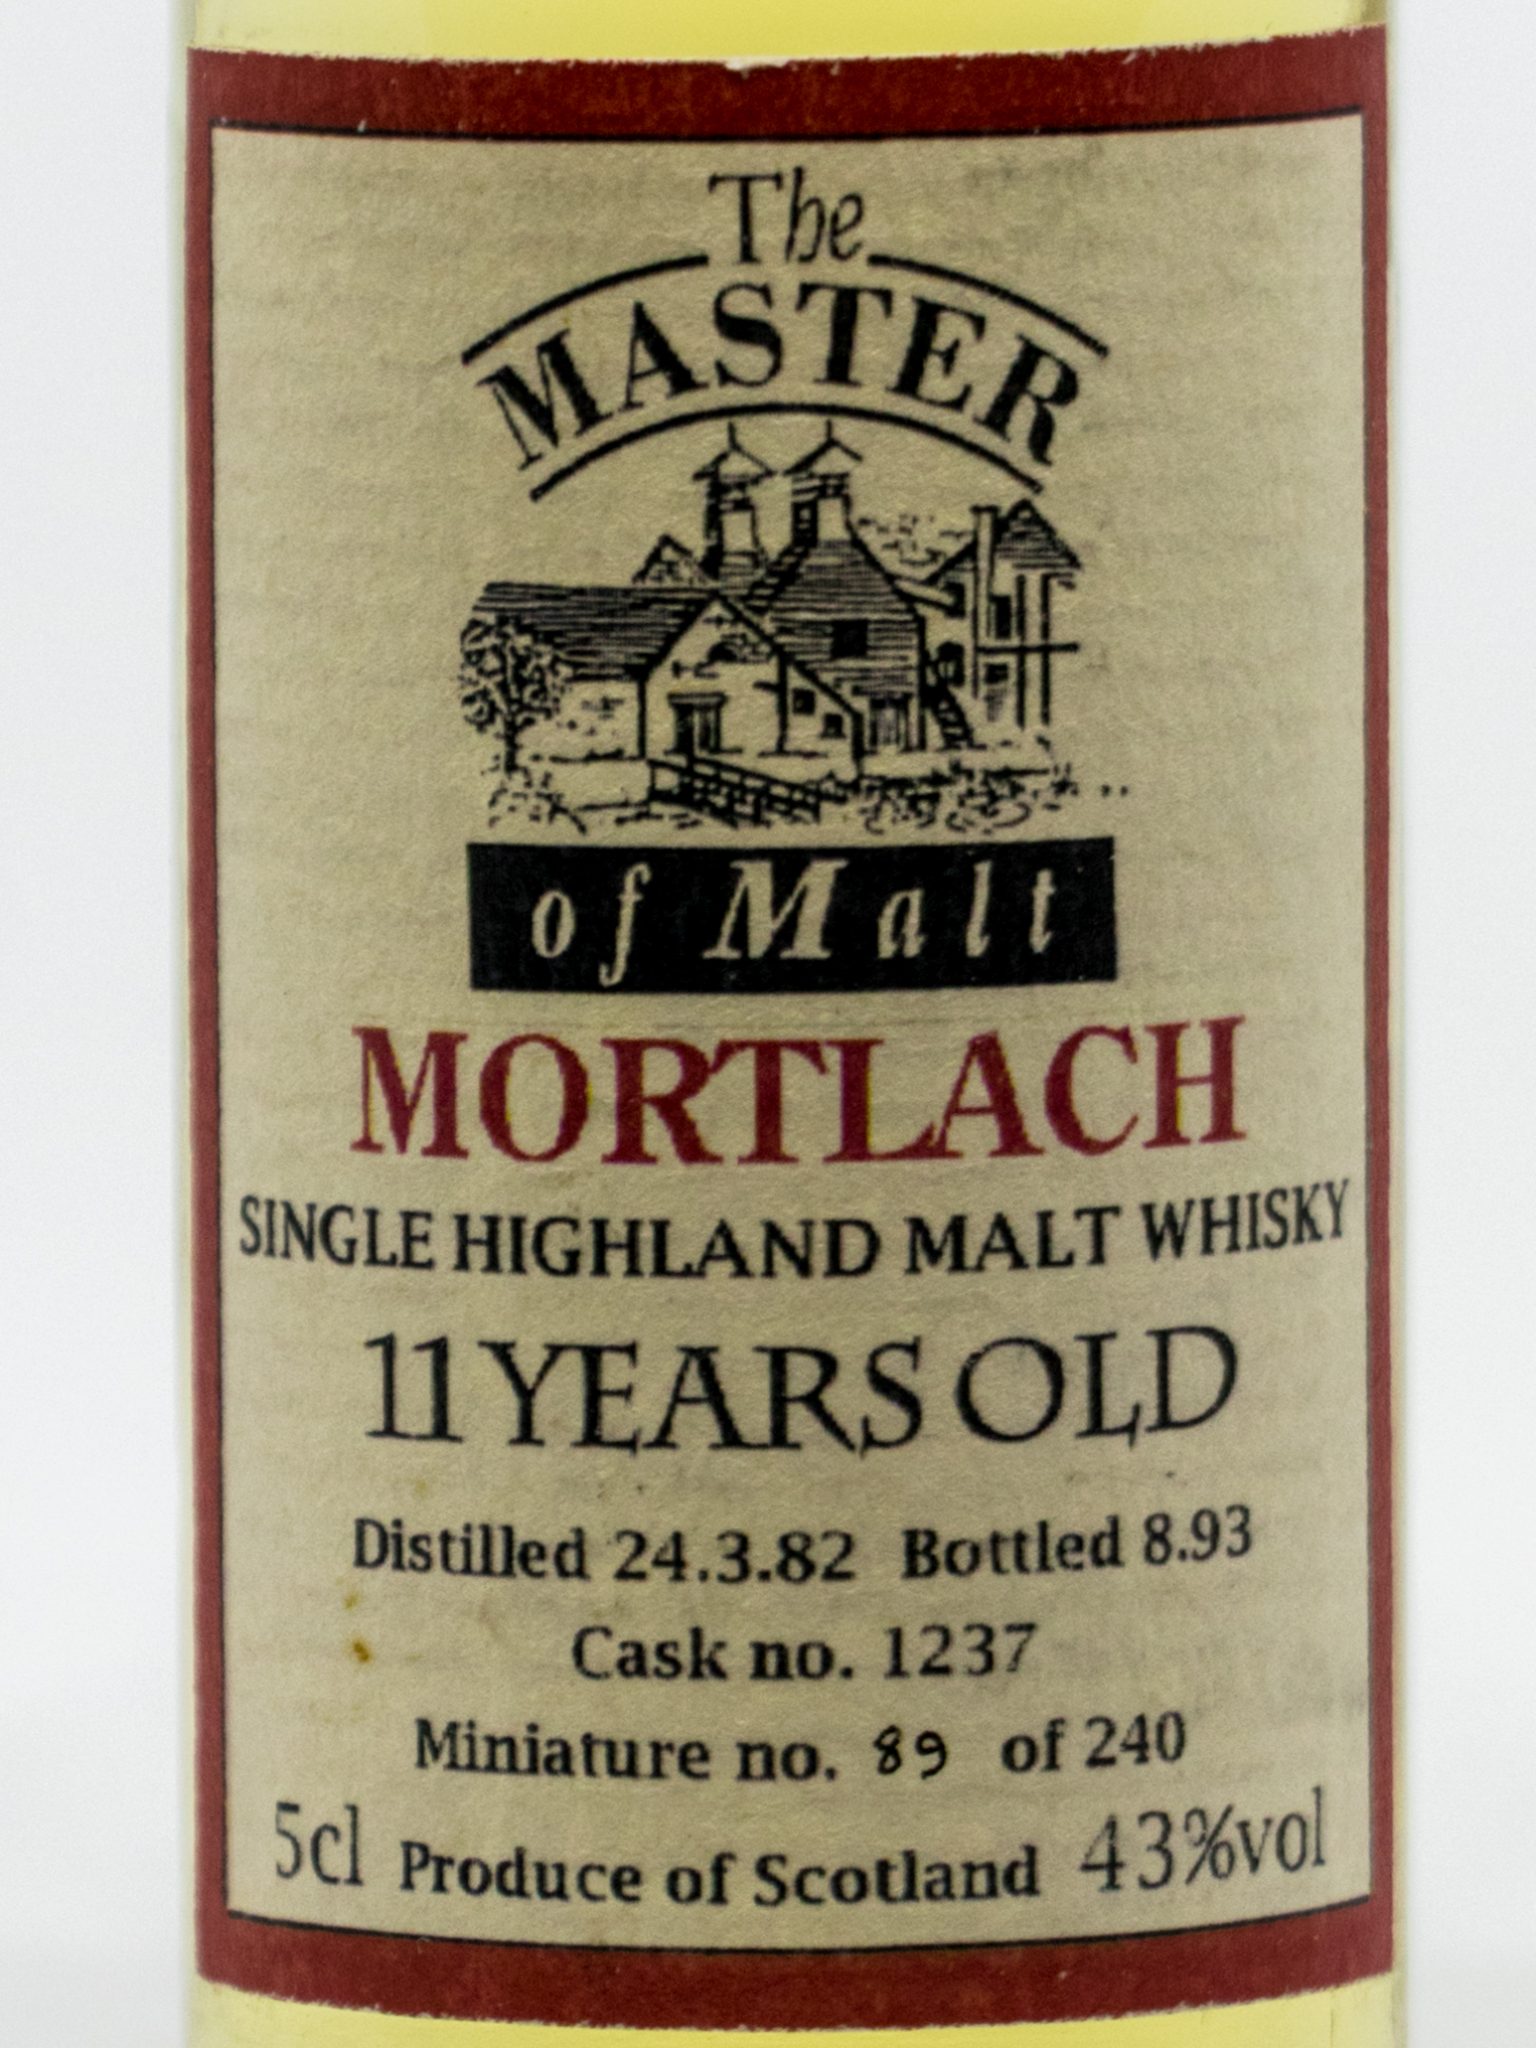 The
MASTER
of Malt
MORTLACH
SINGLE HIGHLAND MALT WHISKY
11 YEARS OLD
Distilled 24.3.82 Bottled 8.93
Cask no. 1237
Miniature no. 89 of 240
5cl Produce of Scotland 43%vol